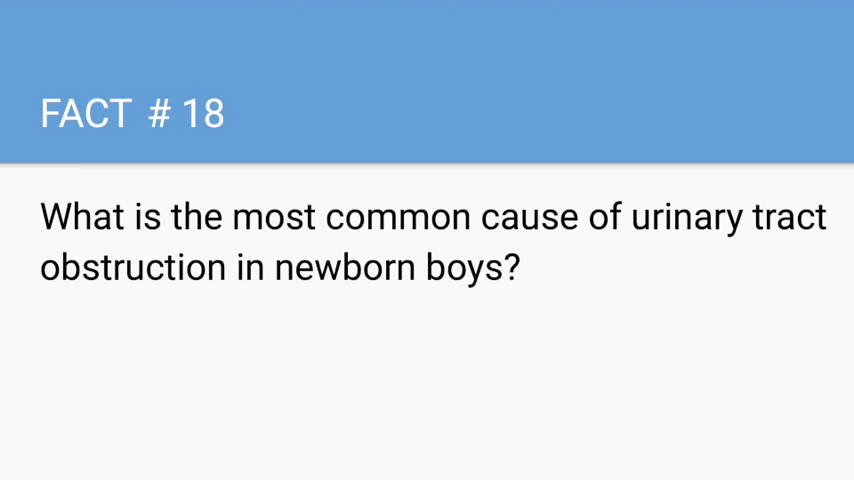 FACT # 18
What is the most common cause of urinary tract
obstruction in newborn boys?